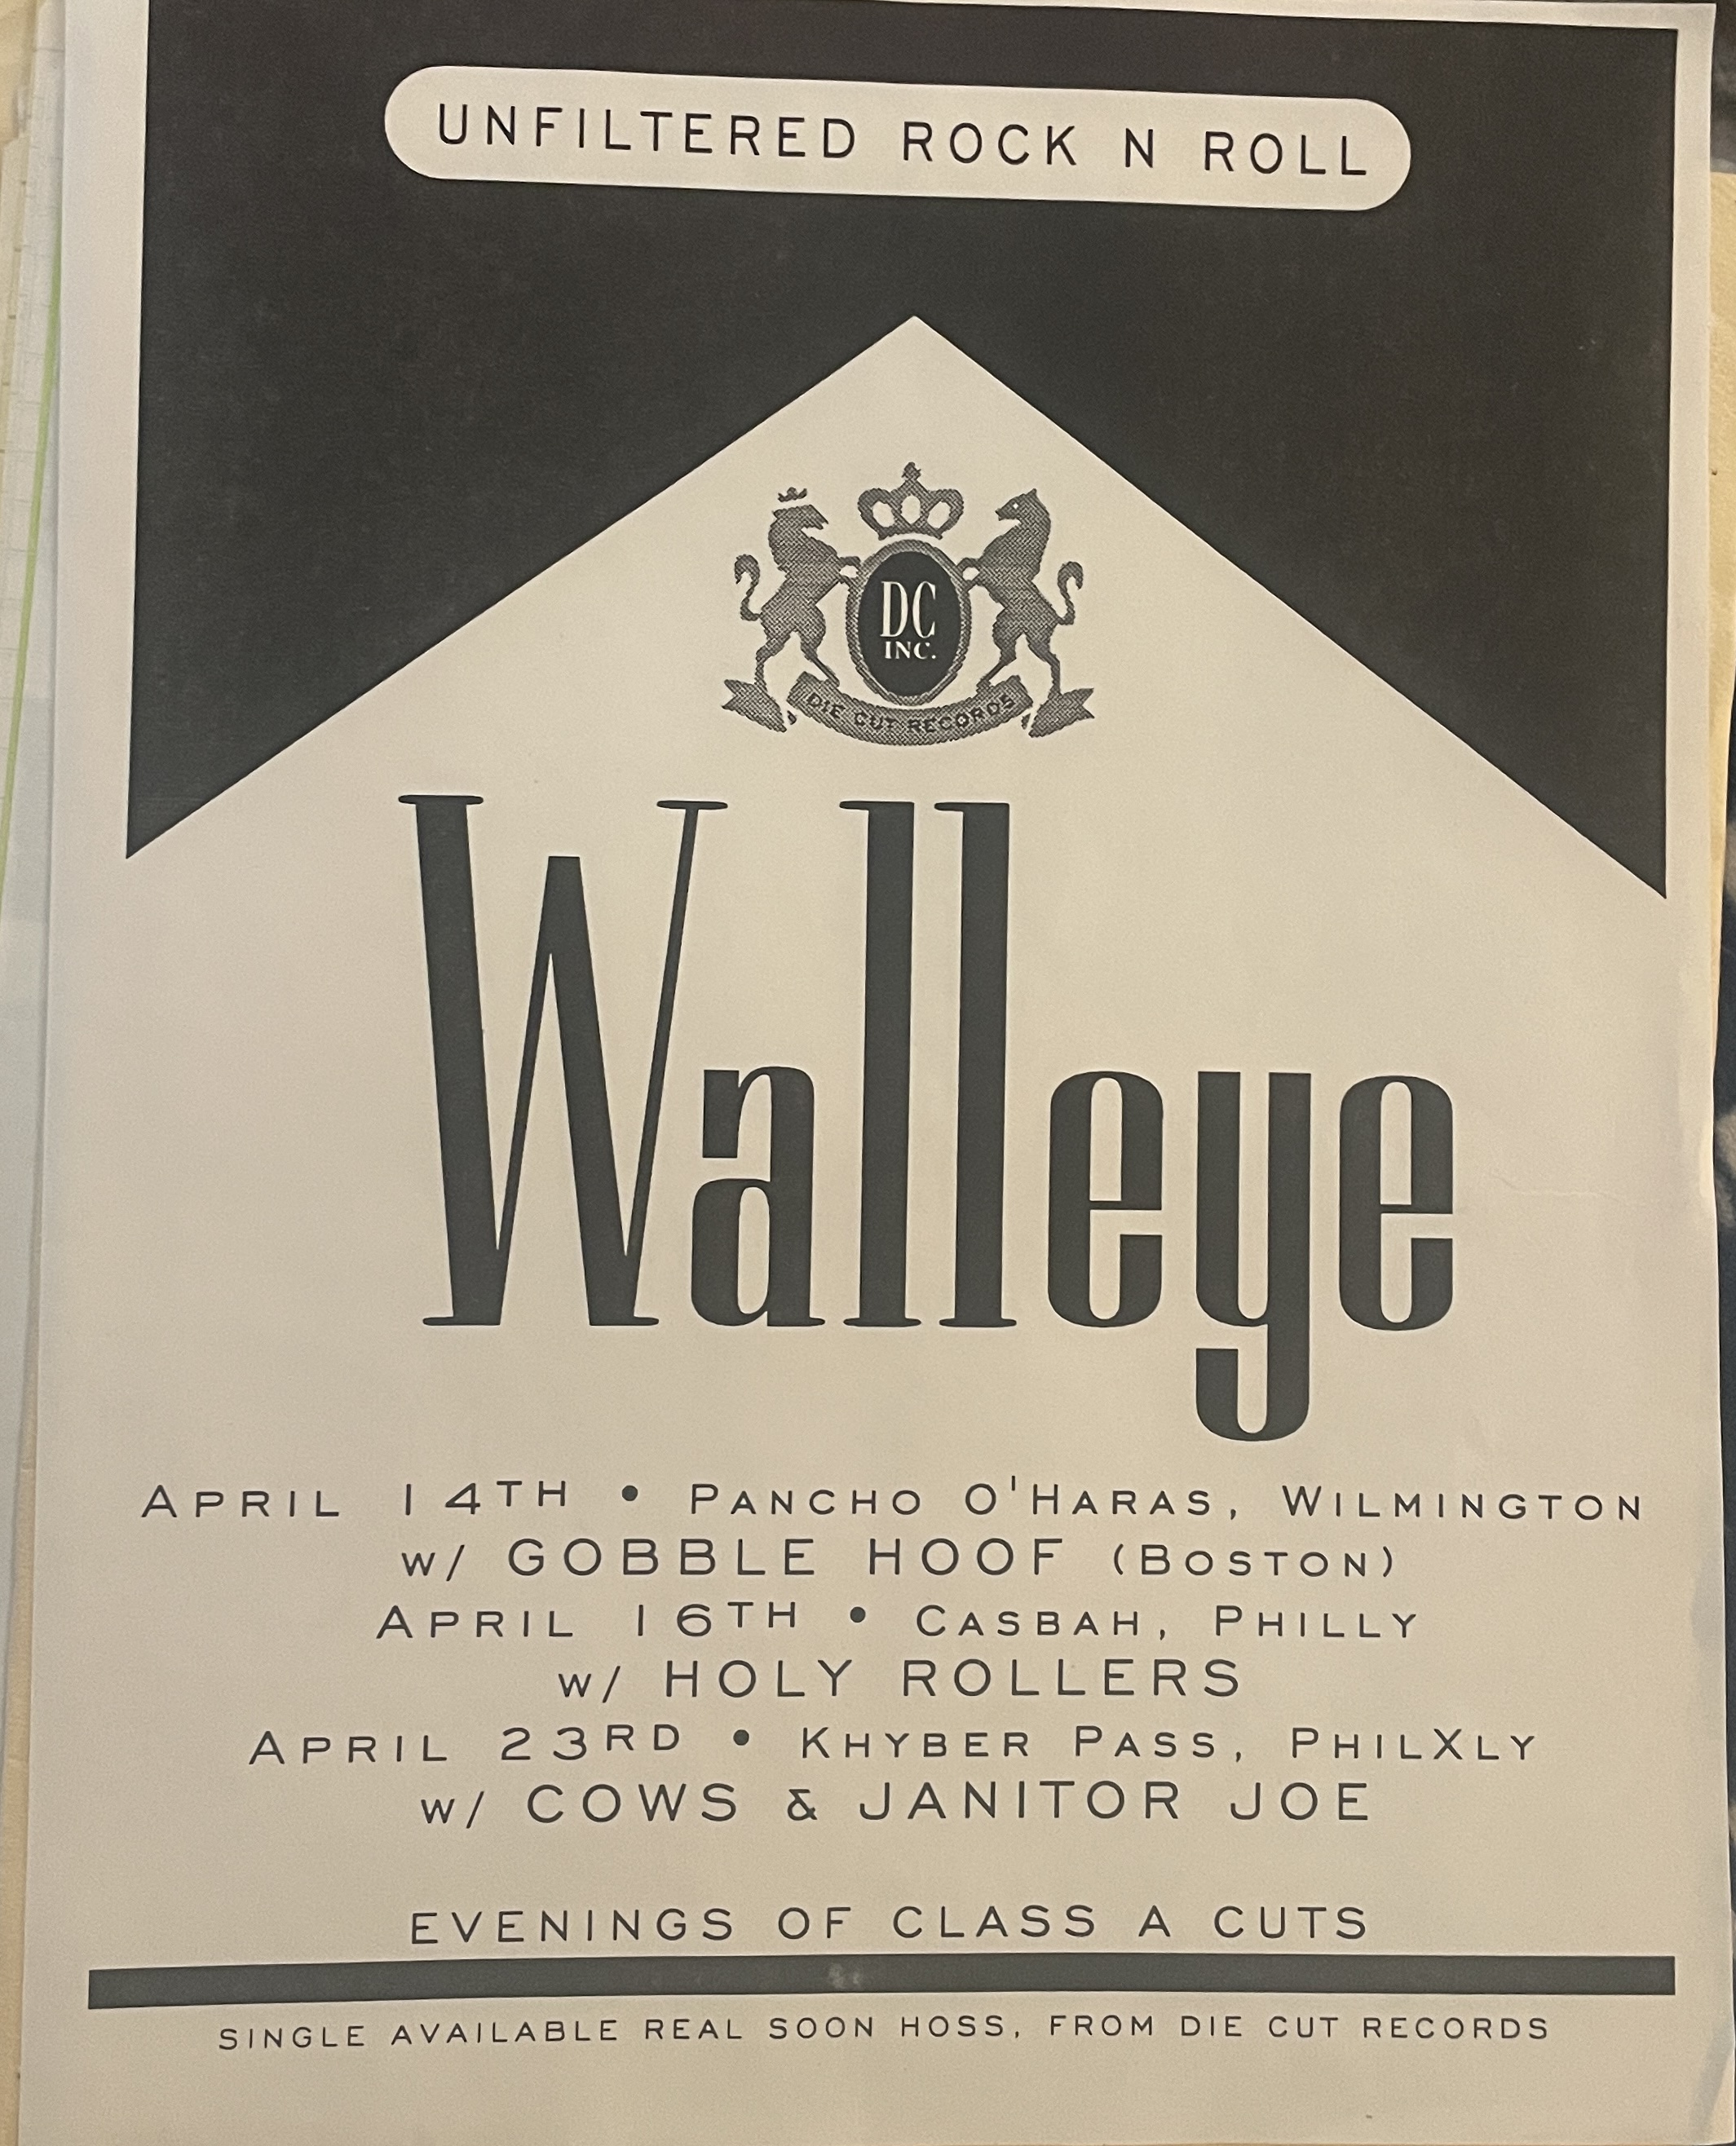 UNFILTERED ROCK N ROLL
DC
INC.
DIE CUT RECORDS
Walleye
APRIL 14TH • PANCHO O'HARAS, WILMINGTON
W/ GOBBLE HOOF (BOSTON)
APRIL 16TH • CASBAH, PHILLY
W/ HOLY ROLLERS
APRIL 23RD • KHYBER PASS, PHILXLY
W/ COWS & JANITOR JOE
EVENINGS OF CLASS A CUTS
SINGLE AVAILABLE REAL SOON HOSS, FROM DIE CUT RECORDS